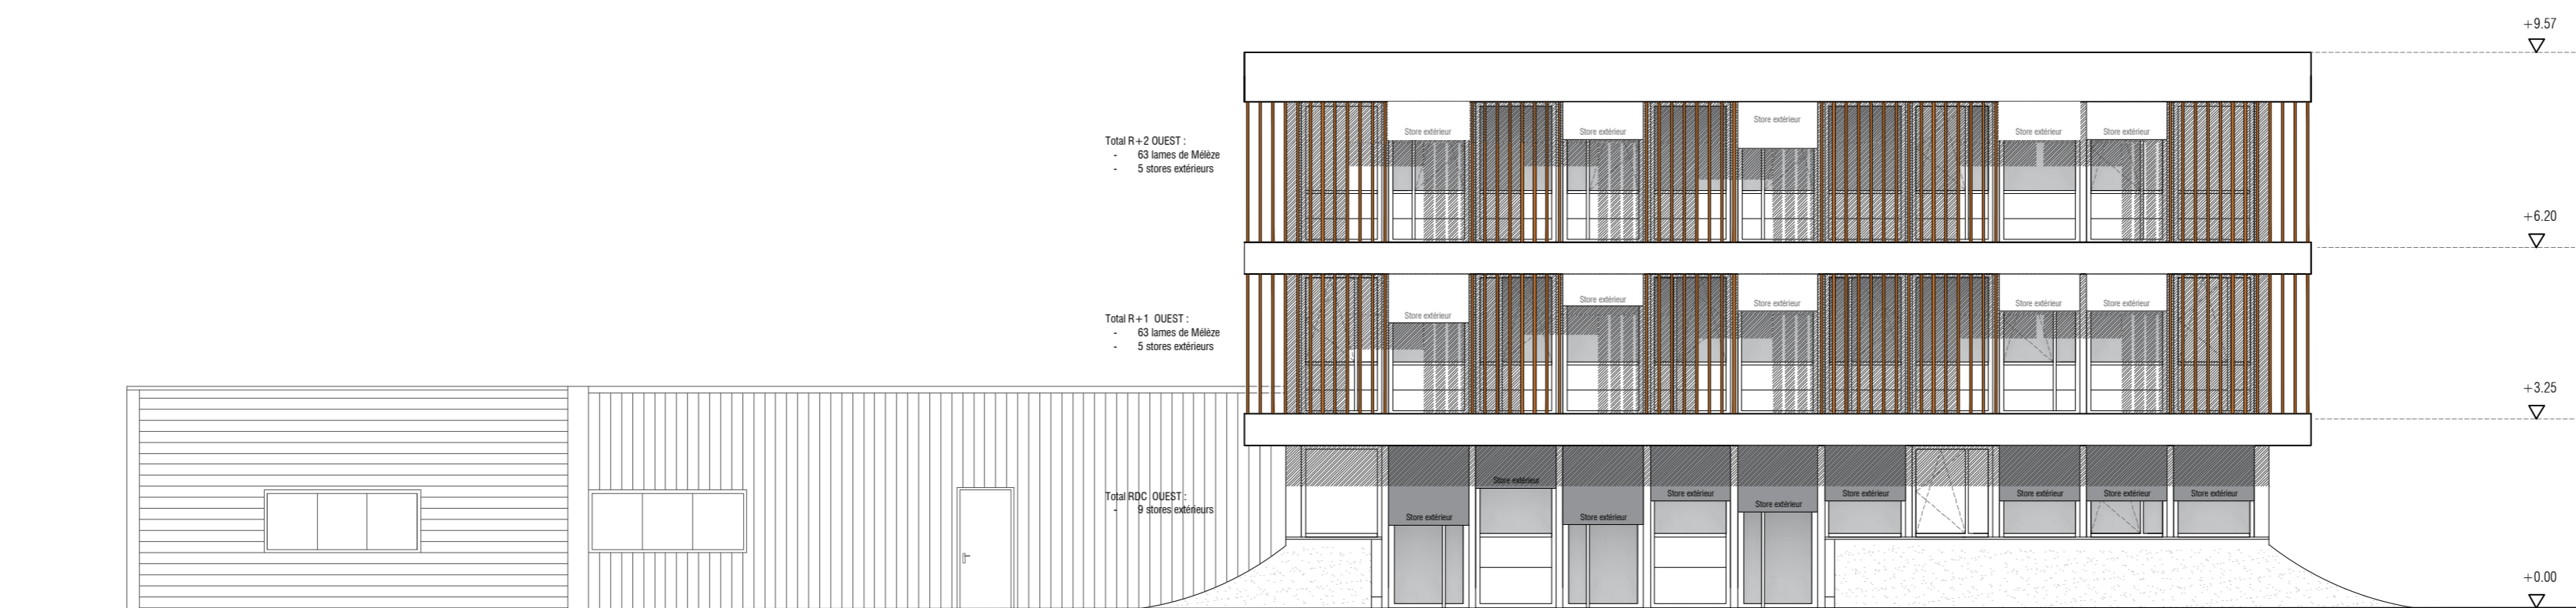 +9.57
Store extérieur
Store extérieur
Store extérieur
Store extérieur
Store extérieur
Total R+2 OUEST :
- 63 lames de Mélèze
- 5 stores extérieurs
+6.20
Store extérieur
Store extérieur
Store extérieur
Store extérieur
Store extérieur
Total R+1 OUEST :
- 63 lames de Mélèze
- 5 stores extérieurs
+3.25
Total RDC OUEST :
- 9 stores extérieurs
Store extérieur
Store extérieur
Store extérieur
Store extérieur
Store extérieur
Store extérieur
Store extérieur
Store extérieur
Store extérieur
+0.00